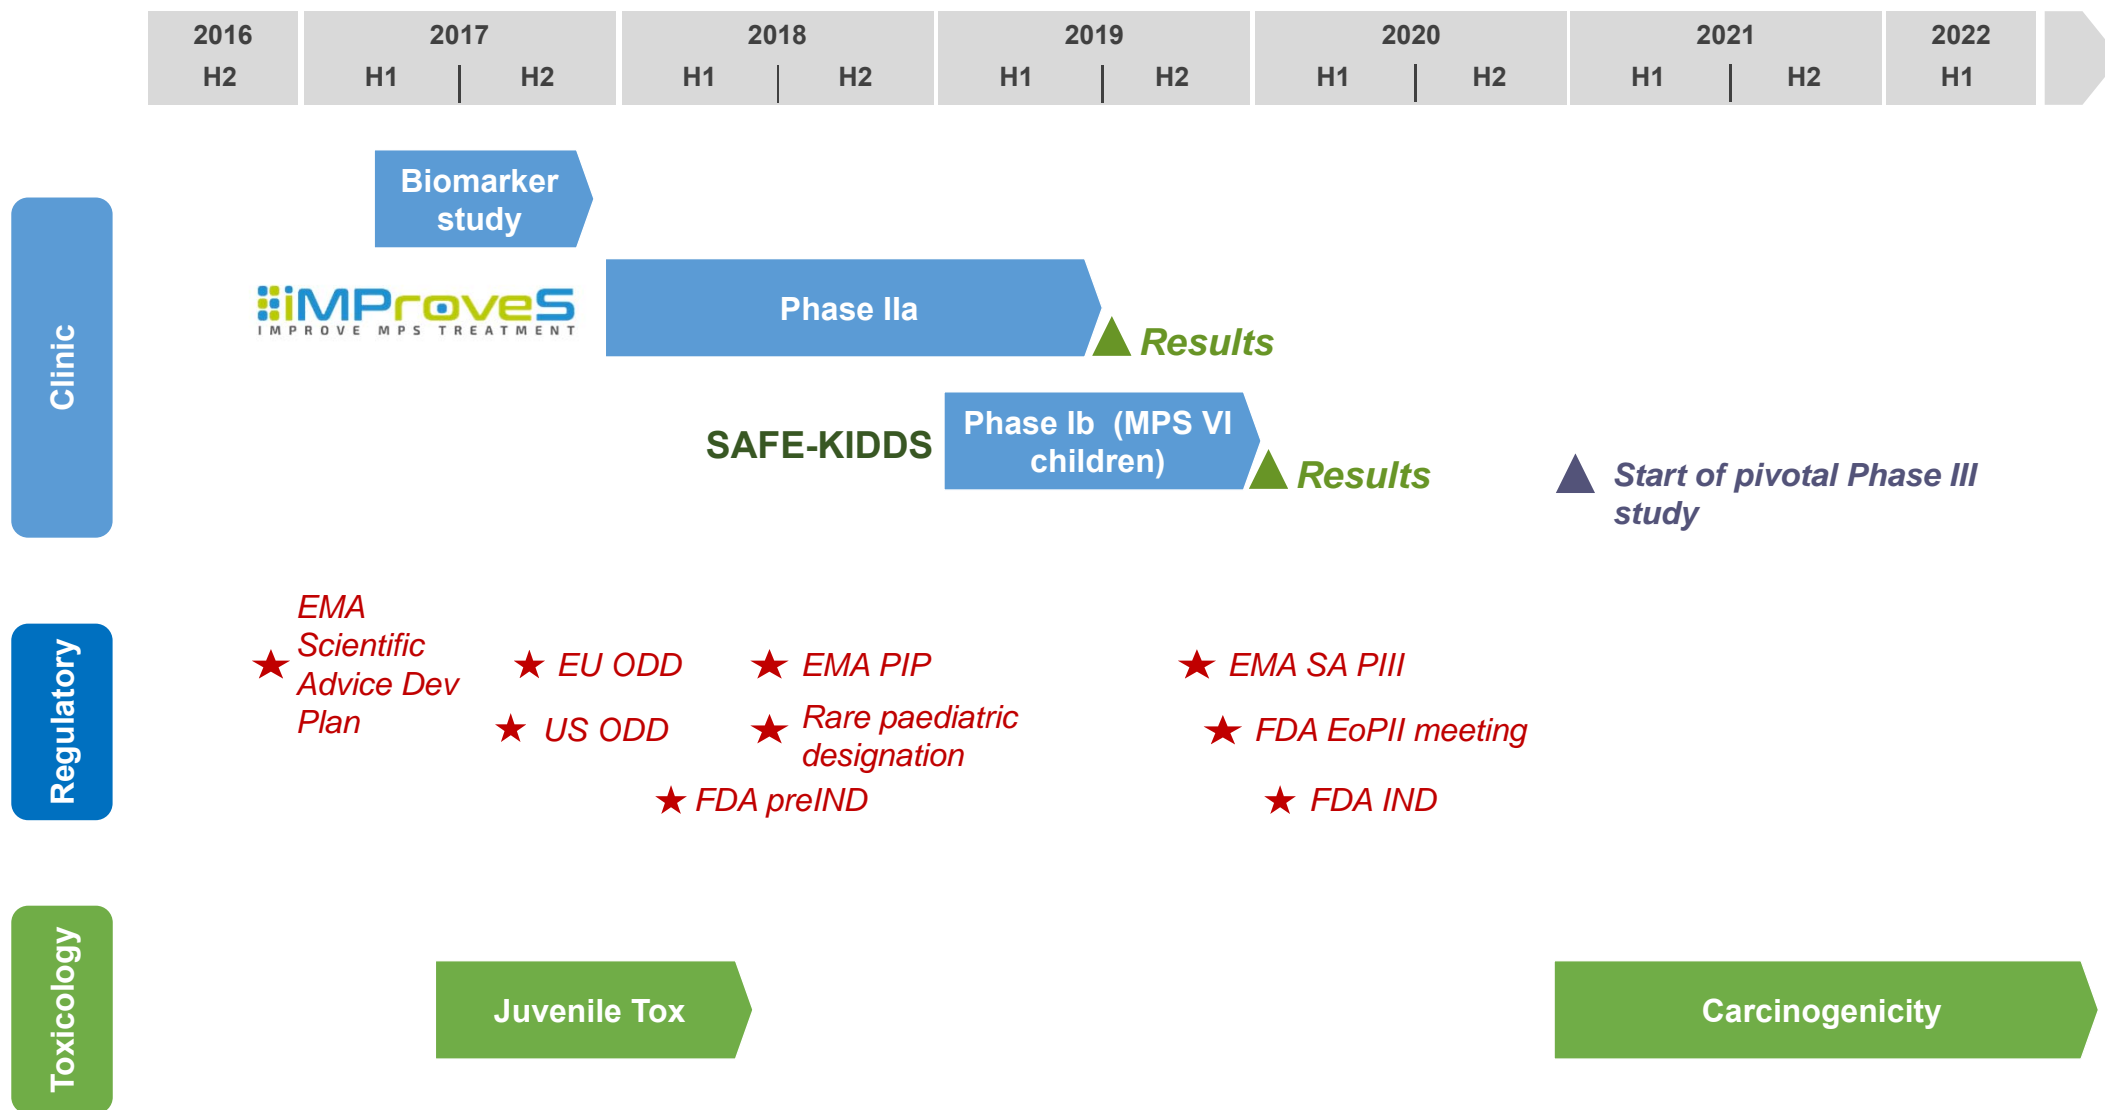 2016 2017 2018 2019 2020 2021 2022
H2 H1 H2 H1 H2 H1 H2 H1 H2 H1 H2 H1
Clinic
Biomarker
study
iMProveS
IMPROVE MPS TREATMENT
Phase IIa
Results
SAFE-KIDDS
Phase Ib (MPS VI
children)
Results
Start of pivotal Phase III
study
Regulatory
EMA
Scientific
Advice Dev
Plan
EU ODD
US ODD
EMA PIP
Rare paediatric
designation
FDA preIND
EMA SA PIII
FDA EoPII meeting
FDA IND
Toxicology
Juvenile Tox
Carcinogenicity